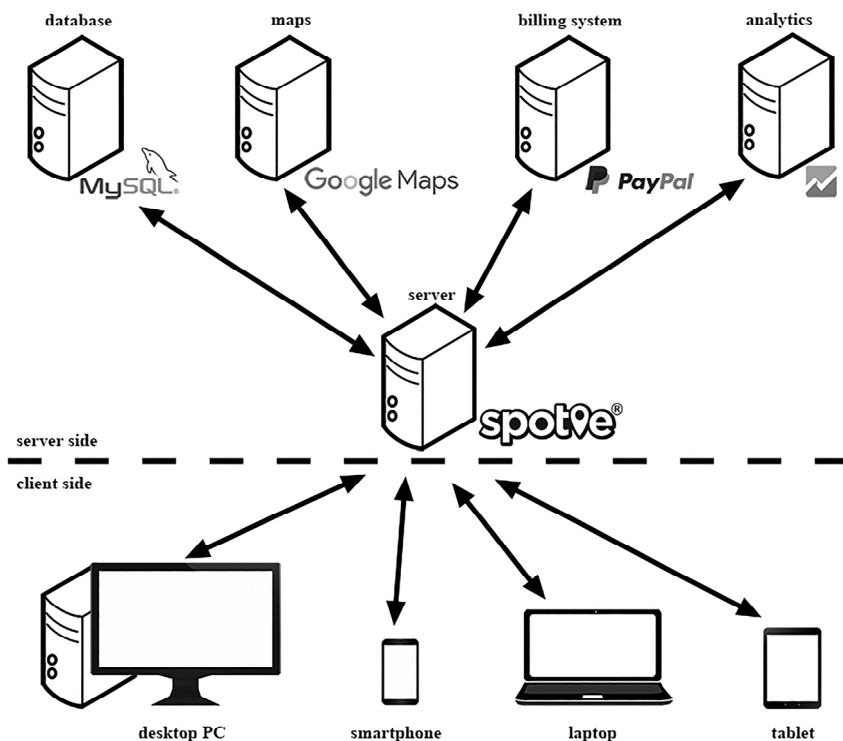 database
maps
billing system
analytics
MySQL®
Google Maps
PayPal
server
spotve®
server side
client side
desktop PC
smartphone
laptop
tablet